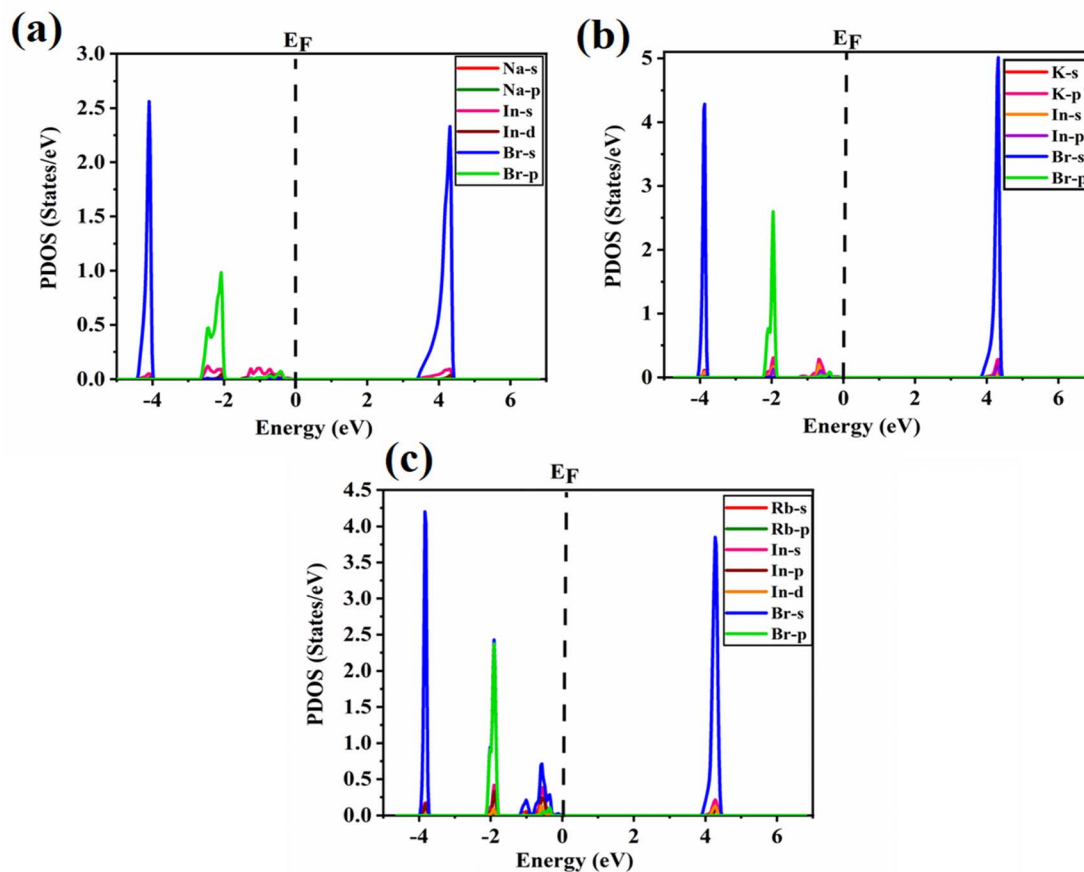 (a)
E_F
3.0
2.5
2.0
1.5
1.0
0.5
0.0
PDOS (States/eV)
Na-s
Na-p
In-s
In-d
Br-s
Br-p
-4 -2 0 2 4 6
Energy (eV)
(b)
E_F
5
4
3
2
1
0
PDOS (States/eV)
K-s
K-p
In-s
In-p
Br-s
Br-p
-4 -2 0 2 4 6
Energy (eV)
(c)
E_F
4.5
4.0
3.5
3.0
2.5
2.0
1.5
1.0
0.5
0.0
PDOS (States/eV)
Rb-s
Rb-p
In-s
In-p
In-d
Br-s
Br-p
-4 -2 0 2 4 6
Energy (eV)